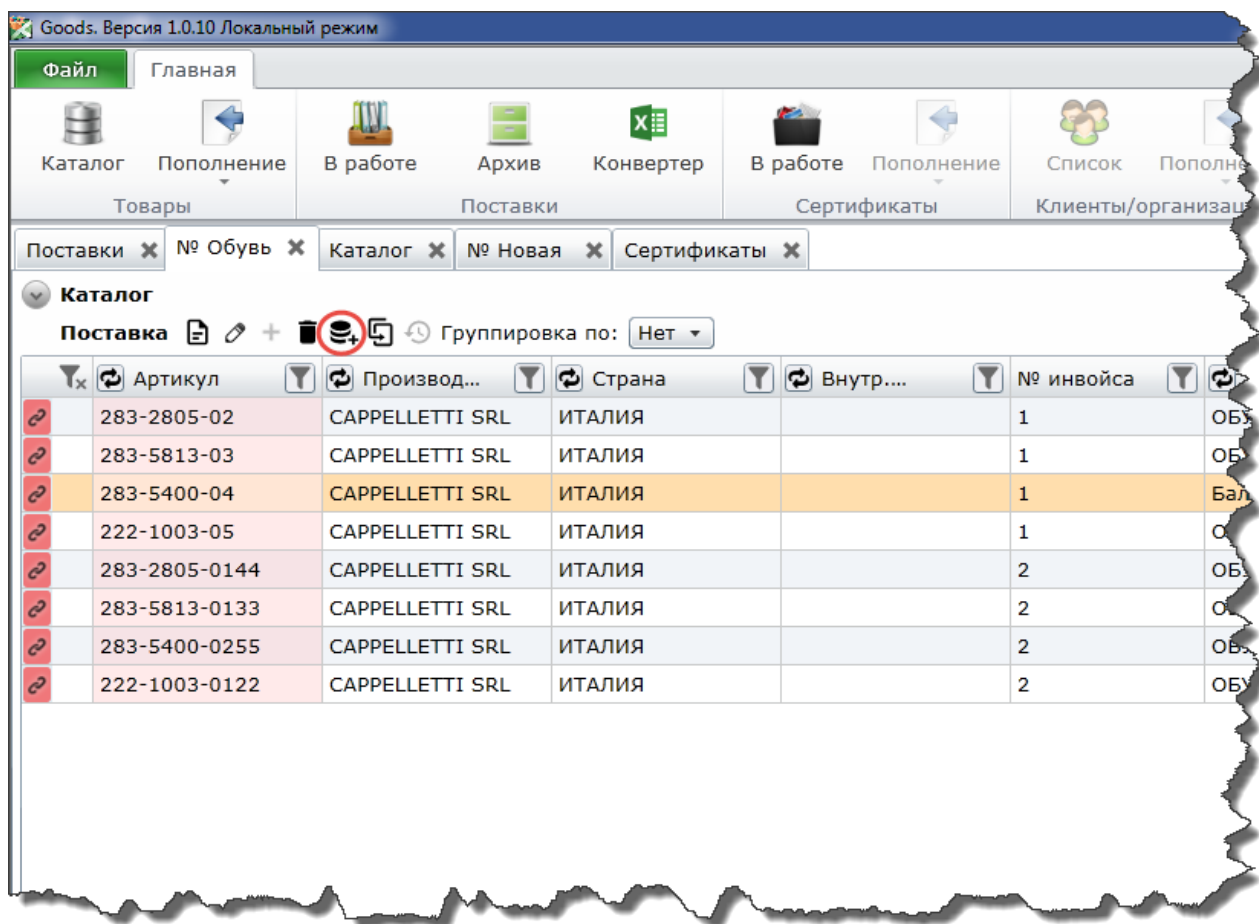 Goods. Версия 1.0.10 Локальный режим
Файл Главная
Каталог Пополнение В работе Архив Конвертер В работе Пополнение Список
Товары Поставки Сертификаты
Поставки № Обувь Каталог № Новая Сертификаты
Каталог
Поставка Группировка по: Нет
Артикул Производ... Страна Внутр.... № инвойса
283-2805-02 CAPPELLETTI SRL ИТАЛИЯ 1
283-5813-03 CAPPELLETTI SRL ИТАЛИЯ 1
283-5400-04 CAPPELLETTI SRL ИТАЛИЯ 1
222-1003-05 CAPPELLETTI SRL ИТАЛИЯ 1
283-2805-0144 CAPPELLETTI SRL ИТАЛИЯ 2
283-5813-0133 CAPPELLETTI SRL ИТАЛИЯ 2
283-5400-0255 CAPPELLETTI SRL ИТАЛИЯ 2
222-1003-0122 CAPPELLETTI SRL ИТАЛИЯ 2